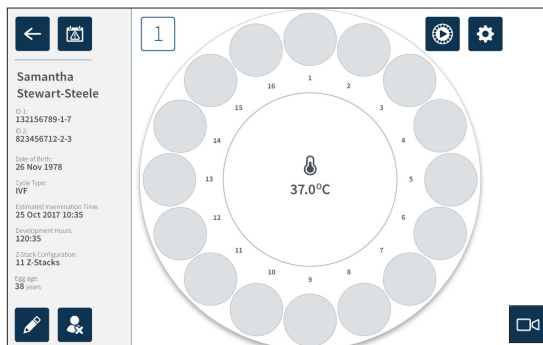 Samantha
Stewart-Steele
ID 1:
132156789-1-7
ID 2:
823456712-2-3
Date of Birth:
26 Nov 1978
Cycle Type:
IVF
Estimated Insemination Time:
25 Oct 2017 10:35
Development Hours:
120:35
Z-Stack Configuration:
11 Z-Stacks
Egg age:
38 years
1
1
2
3
4
5
6
7
8
9
10
11
12
13
14
15
16
37.0°C